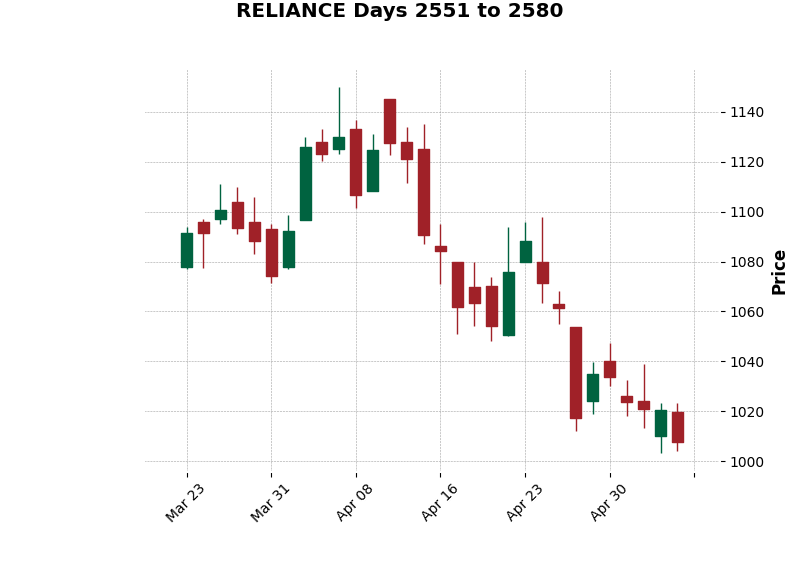 RELIANCE Days 2551 to 2580
1140
1120
1100
1080
1060
1040
1020
1000
Price
Mar 23
Mar 31
Apr 08
Apr 16
Apr 23
Apr 30